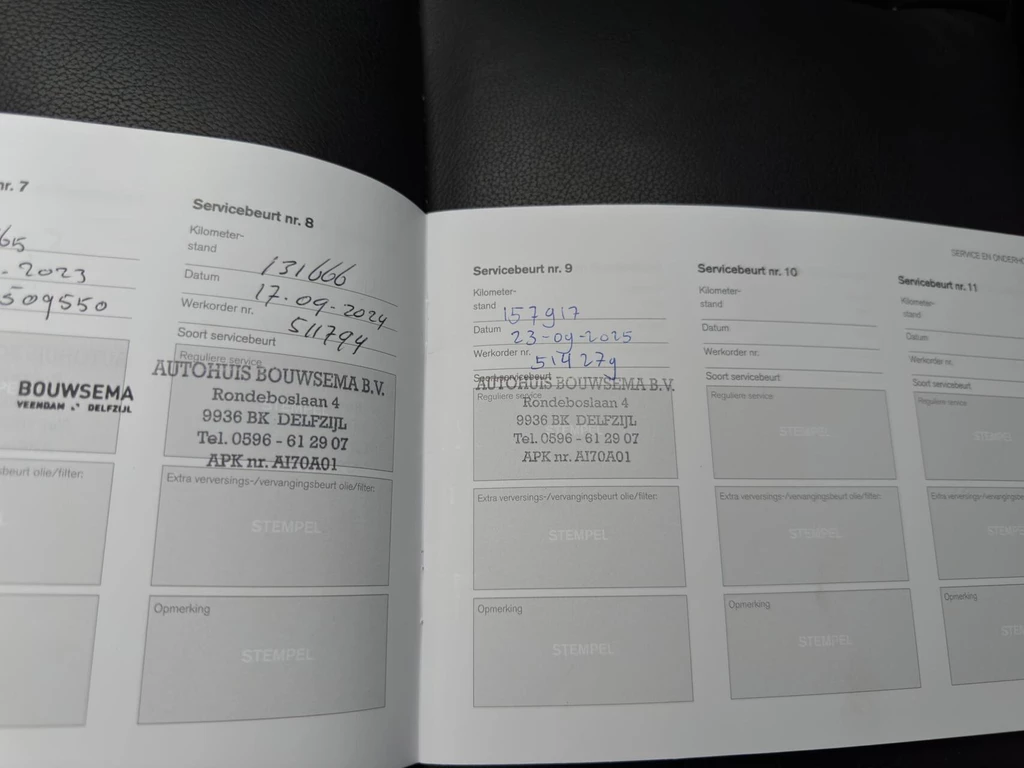 nr. 7
65
.2023
509550
BOUWSEMA
VEENDAM DELFZIJL
sbeurt olie/filter:
Servicebeurt nr. 8
Kilometer-
stand 131666
Datum 17-09-2024
Werkorder nr. 511794
Soort servicebeurt
Reguliere service
AUTOHUIS BOUWSEMA B.V.
Rondeboslaan 4
9936 BK DELFZIJL
Tel. 0596 - 61 29 07
APK nr. AI70A01
Extra verversings-/vervangingsbeurt olie/filter:
STEMPEL
Opmerking
STEMPEL
SERVICE EN ONDERHO
Servicebeurt nr. 9
Kilometer-
stand 157917
Datum 23-09-2025
Werkorder nr. 514279
Soort servicebeurt
AUTOHUIS BOUWSEMA B.V.
Reguliere service
Rondeboslaan 4
9936 BK DELFZIJL
Tel. 0596 - 61 29 07
APK nr. AI70A01
Extra verversings-/vervangingsbeurt olie/filter:
STEMPEL
Opmerking
STEMPEL
Servicebeurt nr. 10
Kilometer-
stand
Datum
Werkorder nr.
Soort servicebeurt
Reguliere service
STEMPEL
Extra verversings-/vervangingsbeurt olie/filter:
STEMPEL
Opmerking
STEMPEL
Servicebeurt nr. 11
Kilometer-
stand
Datum:
Werkorder nr.
Soort servicebeurt
Reguliere service
STEMPEL
Extra verversings-/vervangingsbe
STEMPE
Opmerking
STE